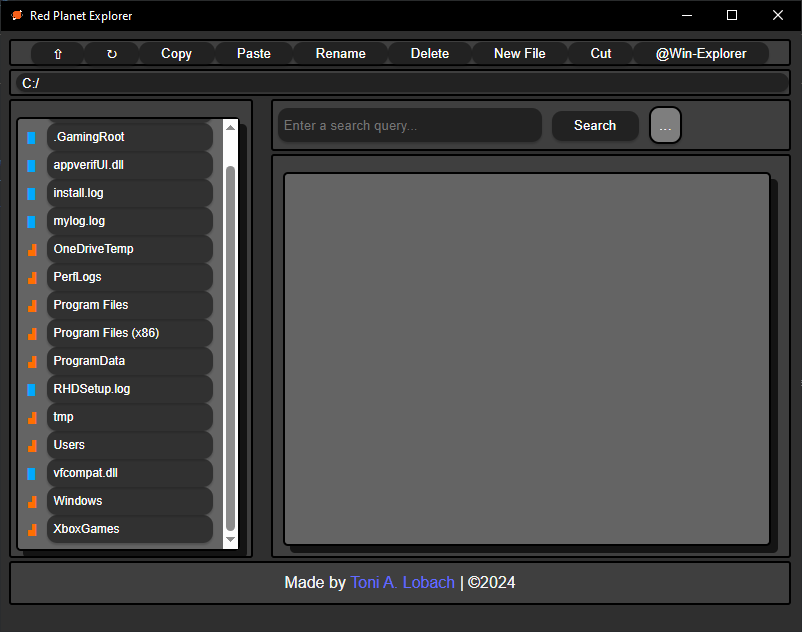 Red Planet Explorer
⇧ ↻ Copy Paste Rename Delete New File Cut @Win-Explorer
C:/
.GamingRoot
appverifUI.dll
install.log
mylog.log
OneDriveTemp
PerfLogs
Program Files
Program Files (x86)
ProgramData
RHDSetup.log
tmp
Users
vfcompat.dll
Windows
XboxGames
Enter a search query... Search ...
Made by Toni A. Lobach | ©2024